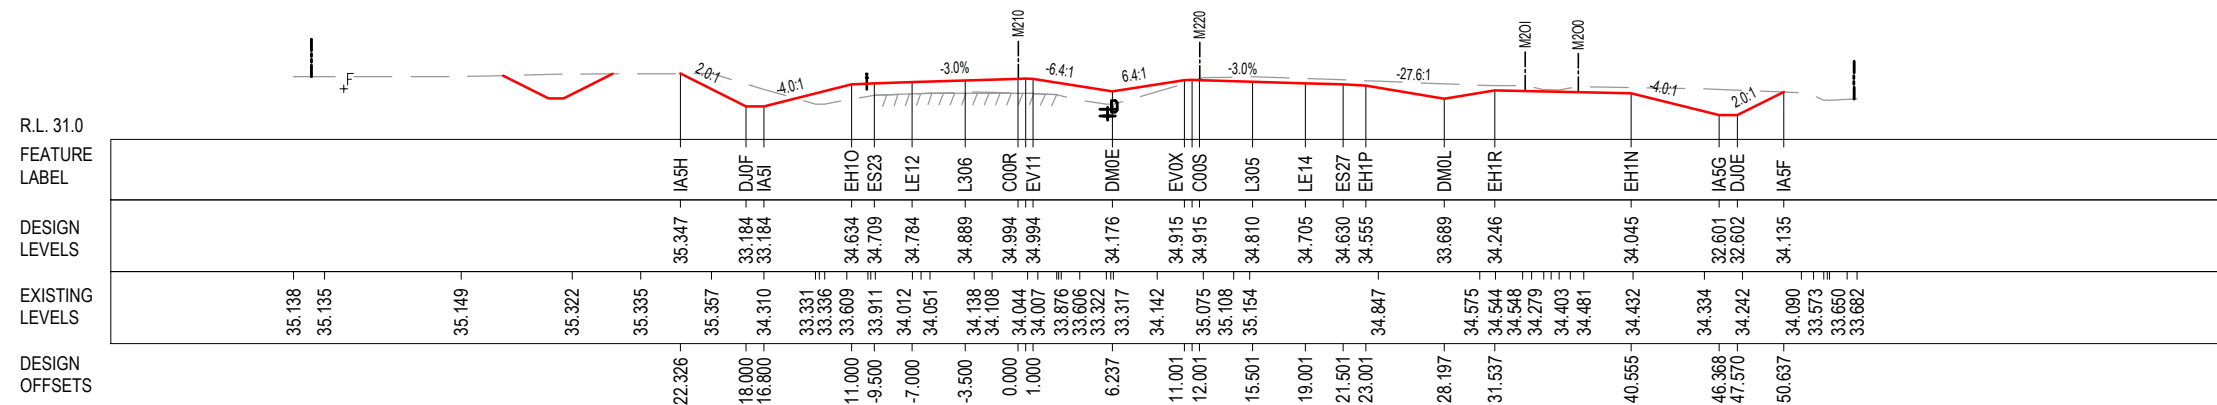 M210
M220
M20I
M200
F
2.0:1
-4.0:1
-3.0%
-6.4:1
6.4:1
-3.0%
-27.6:1
-4.0:1
2.0:1
R.L. 31.0
FEATURE LABEL
IA5H DJ0F IA5I EH1O ES23 LE12 L306 C00R EV11 DM0E EV0X C00S L305 LE14 ES27 EH1P DM0L EH1R EH1N IA5G DJ0E IA5F
DESIGN LEVELS
35.347 33.184 33.184 34.634 34.709 34.784 34.889 34.994 34.994 34.176 34.915 34.915 34.810 34.705 34.630 34.555 33.689 34.246 34.045 32.601 32.602 34.135
EXISTING LEVELS
35.138 35.135 35.149 35.322 35.335 35.357 34.310 33.331 33.336 33.609 33.911 34.012 34.051 34.138 34.108 34.044 34.007 33.876 33.606 33.322 33.317 34.142 35.075 35.108 35.154 34.847 34.575 34.544 34.548 34.279 34.403 34.481 34.432 34.334 34.242 34.090 33.573 33.650 33.682
DESIGN OFFSETS
22.326 18.000 16.800 11.000 -9.500 -7.000 -3.500 0.000 1.000 6.237 11.001 12.001 15.501 19.001 21.501 23.001 28.197 31.537 40.555 46.368 47.570 50.637